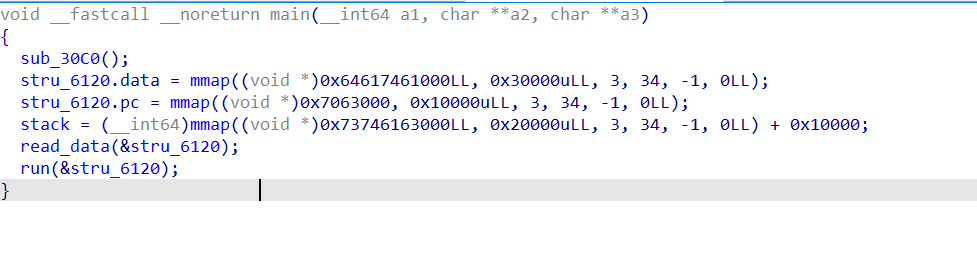 void __fastcall __noreturn main(__int64 a1, char **a2, char **a3)
{
  sub_30C0();
  stru_6120.data = mmap((void *)0x64617461000LL, 0x30000uLL, 3, 34, -1, 0LL);
  stru_6120.pc = mmap((void *)0x7063000, 0x10000uLL, 3, 34, -1, 0LL);
  stack = (__int64)mmap((void *)0x73746163000LL, 0x20000uLL, 3, 34, -1, 0LL) + 0x10000;
  read_data(&stru_6120);
  run(&stru_6120);
}